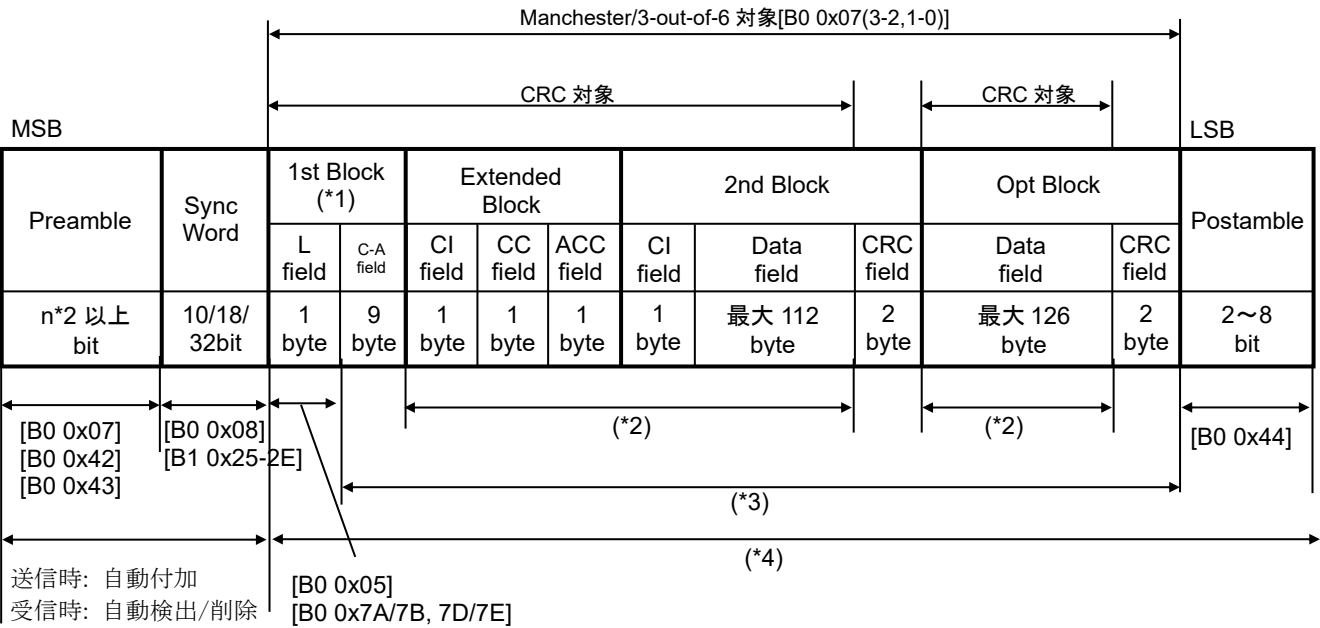 Manchester/3-out-of-6 対象[B0 0x07(3-2,1-0)]
CRC 対象
CRC 対象
MSB
LSB
Preamble
Sync
Word
1st Block
(*1)
Extended
Block
2nd Block
Opt Block
Postamble
L
field
C-A
field
CI
field
CC
field
ACC
field
CI
field
Data
field
CRC
field
Data
field
CRC
field
n*2 以上
bit
10/18/
32bit
1
byte
9
byte
1
byte
1
byte
1
byte
1
byte
最大 112
byte
2
byte
最大 126
byte
2
byte
2～8
bit
[B0 0x07]
[B0 0x42]
[B0 0x43]
[B0 0x08]
[B1 0x25-2E]
(*2)
(*2)
[B0 0x44]
(*3)
(*4)
送信時: 自動付加
受信時: 自動検出/削除
[B0 0x05]
[B0 0x7A/7B, 7D/7E]